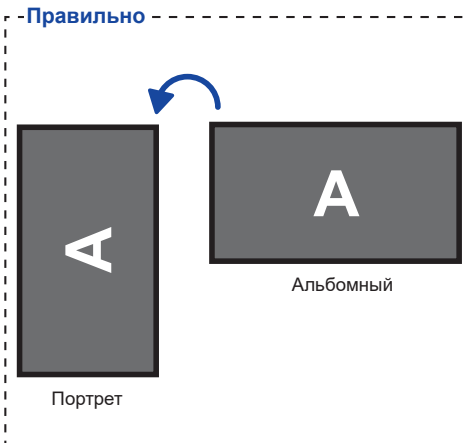 Правильно
A
A
Альбомный
Портрет